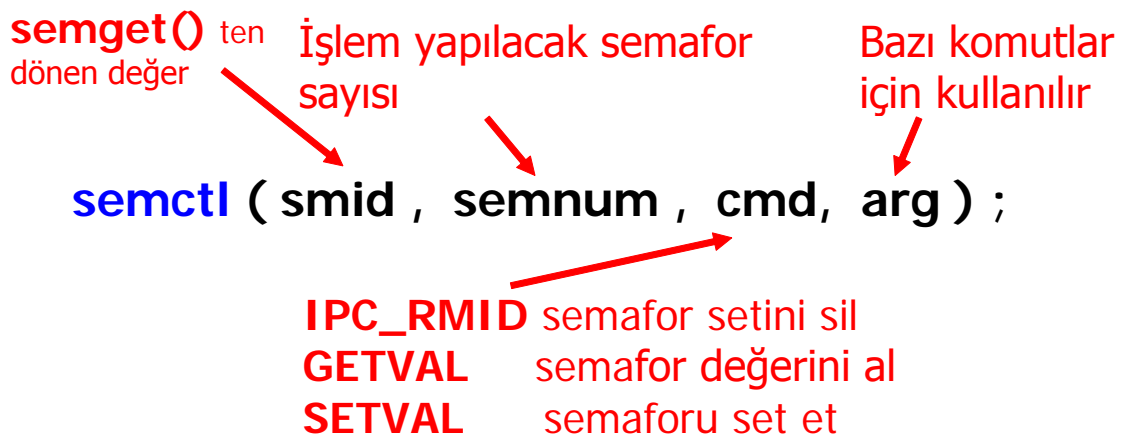 semget() ten
dönen değer
İşlem yapılacak semafor
sayısı
Bazı komutlar
için kullanılır
semctl ( smid , semnum , cmd, arg ) ;
IPC_RMID semafor setini sil
GETVAL semafor değerini al
SETVAL semaforu set et